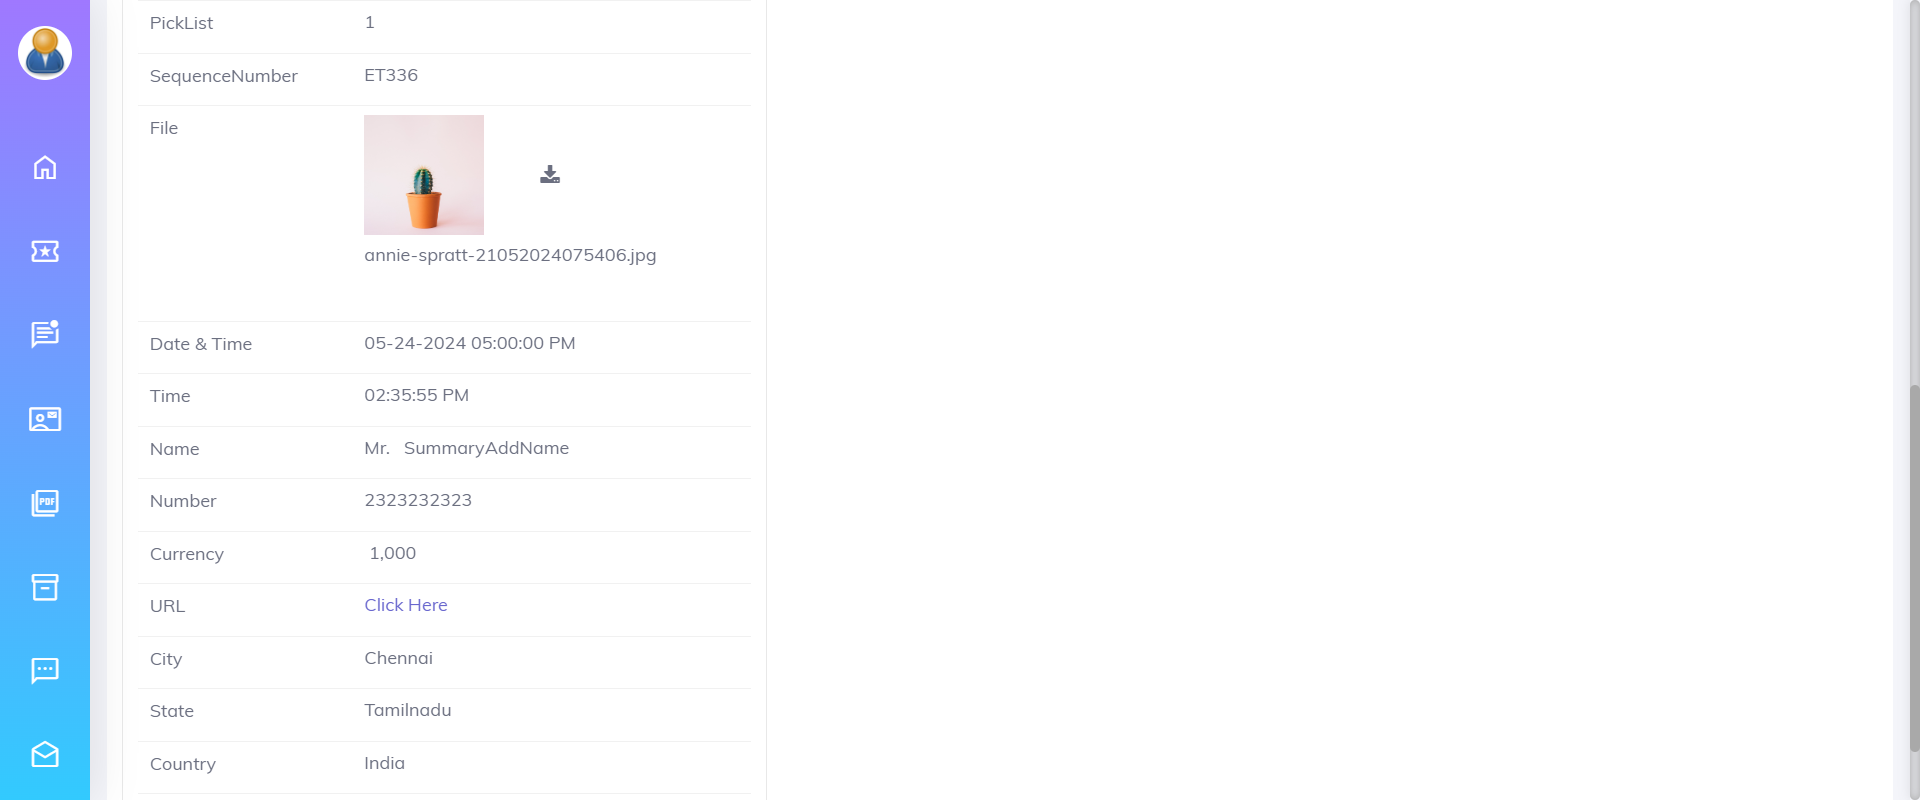 PickList 1
SequenceNumber ET336
File
annie-spratt-21052024075406.jpg
Date & Time 05-24-2024 05:00:00 PM
Time 02:35:55 PM
Name Mr. SummaryAddName
Number 2323232323
Currency 1,000
URL Click Here
City Chennai
State Tamilnadu
Country India
PDF